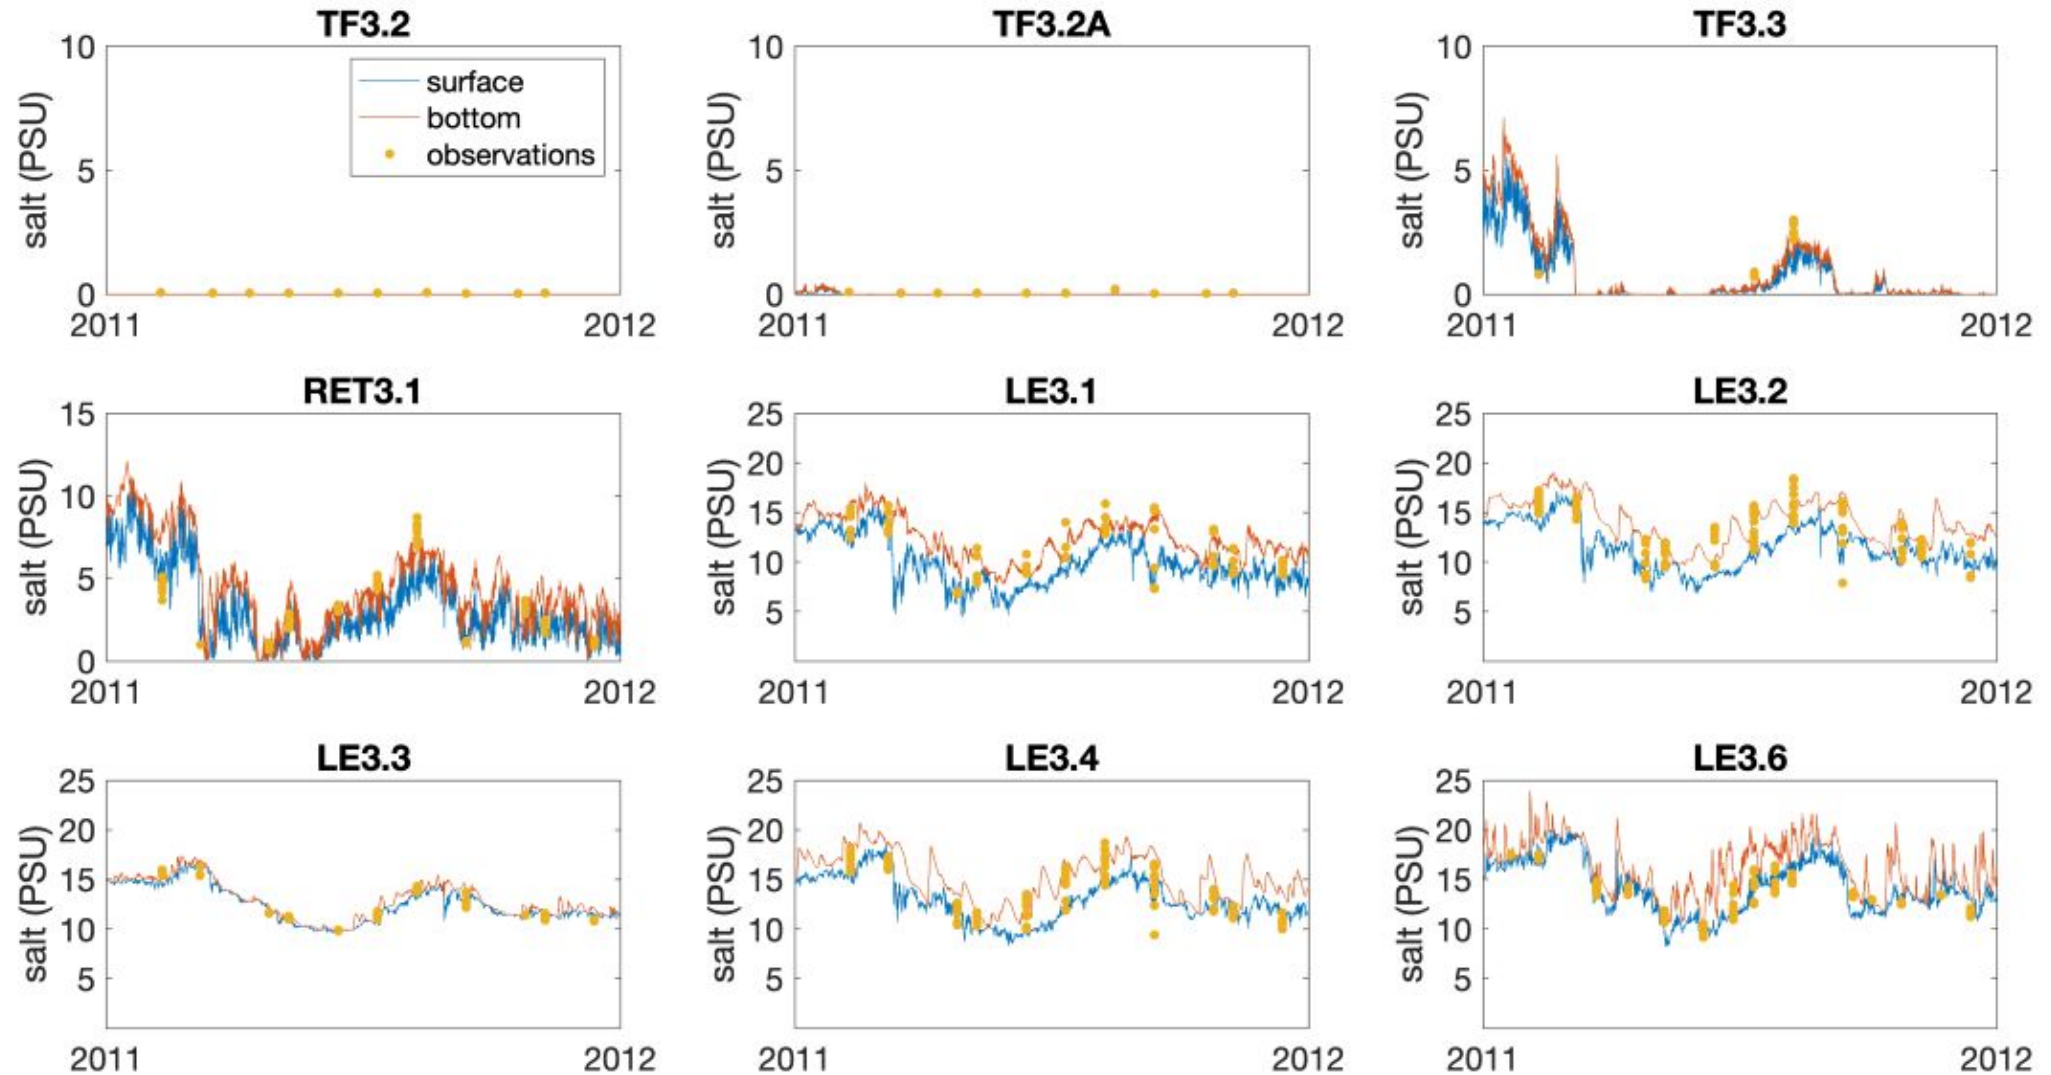 TF3.2
TF3.2A
TF3.3
10
5
0
salt (PSU)
surface
bottom
observations
2011
2012
10
5
0
salt (PSU)
2011
2012
10
5
0
salt (PSU)
2011
2012
RET3.1
LE3.1
LE3.2
15
10
5
0
salt (PSU)
2011
2012
25
20
15
10
5
salt (PSU)
2011
2012
25
20
15
10
5
salt (PSU)
2011
2012
LE3.3
LE3.4
LE3.6
25
20
15
10
5
salt (PSU)
2011
2012
25
20
15
10
5
salt (PSU)
2011
2012
25
20
15
10
5
salt (PSU)
2011
2012